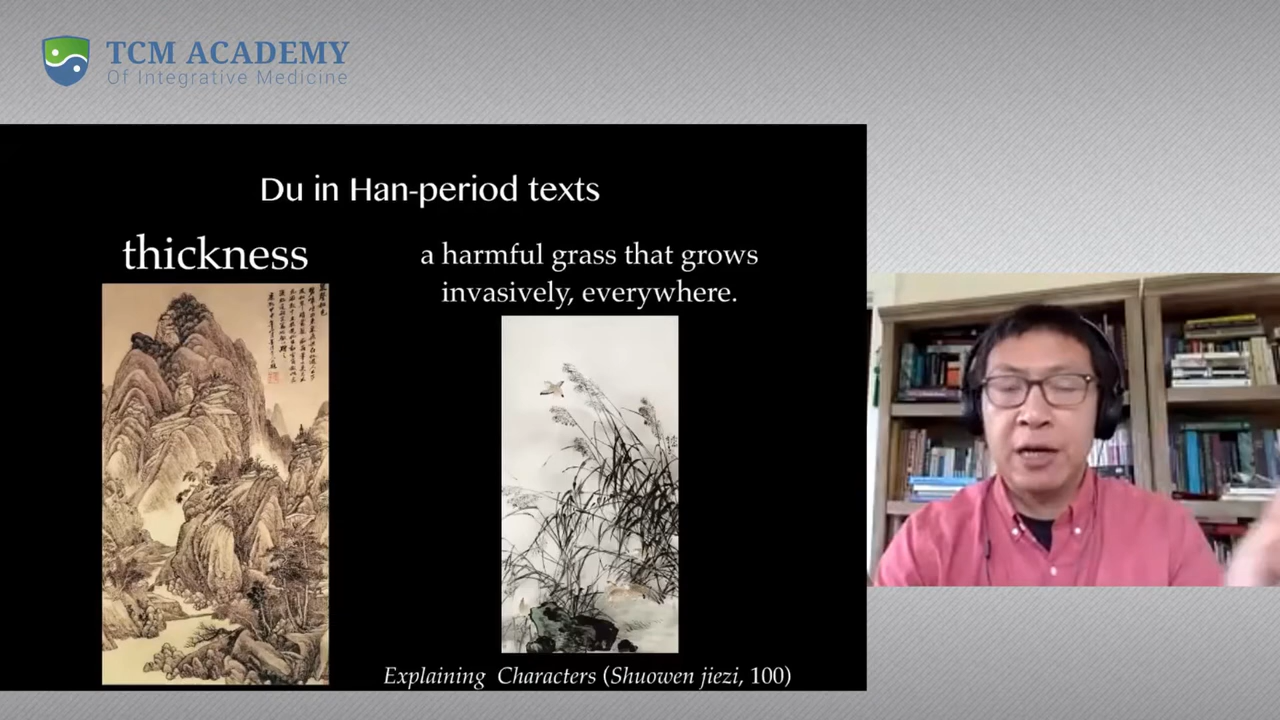 TCM ACADEMY
Of Integrative Medicine
Du in Han-period texts
thickness
a harmful grass that grows
invasively, everywhere.
Explaining Characters (Shuowen jiezi, 100)